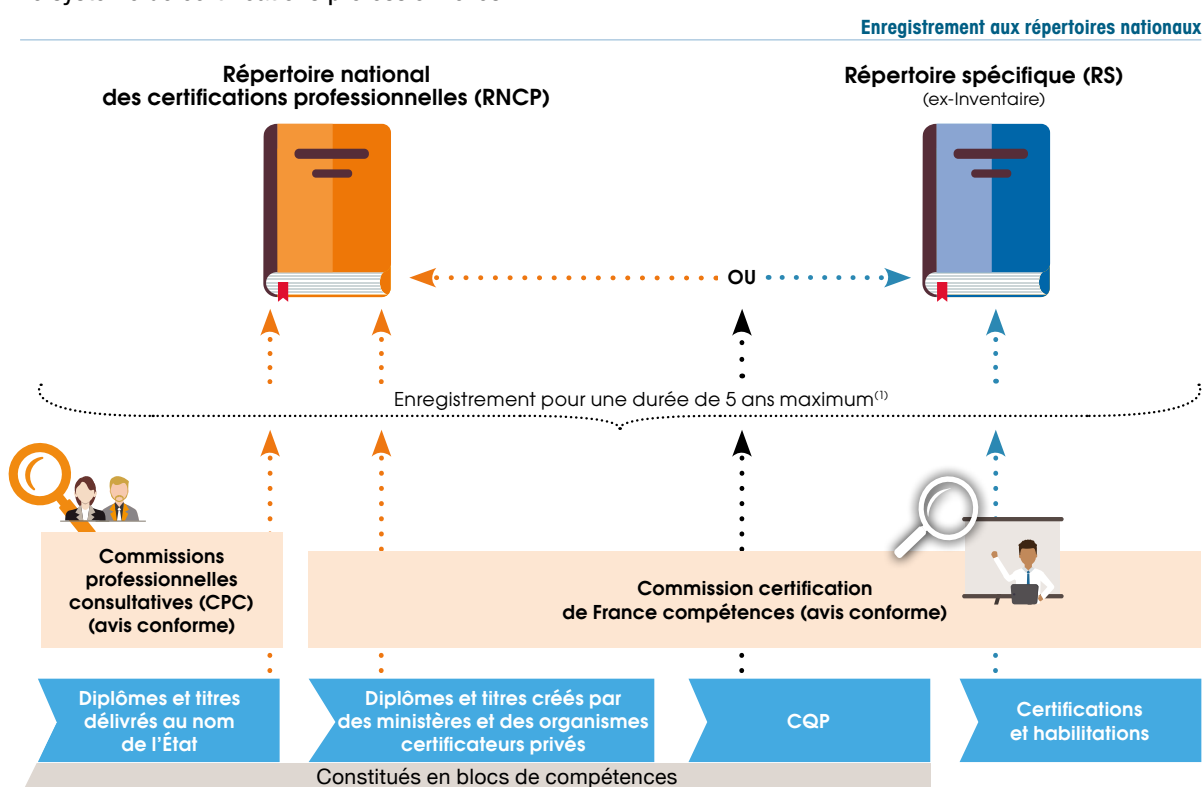 Enregistrement aux répertoires nationaux
Répertoire national
des certifications professionnelles (RNCP)
Répertoire spécifique (RS)
(ex-Inventaire)
OU
Enregistrement pour une durée de 5 ans maximum(1)
Commissions
professionnelles
consultatives (CPC)
(avis conforme)
Commission certification
de France compétences (avis conforme)
Diplômes et titres
délivrés au nom
de l’État
Diplômes et titres créés par
des ministères et des organismes
certificateurs privés
CQP
Certifications
et habilitations
Constitués en blocs de compétences